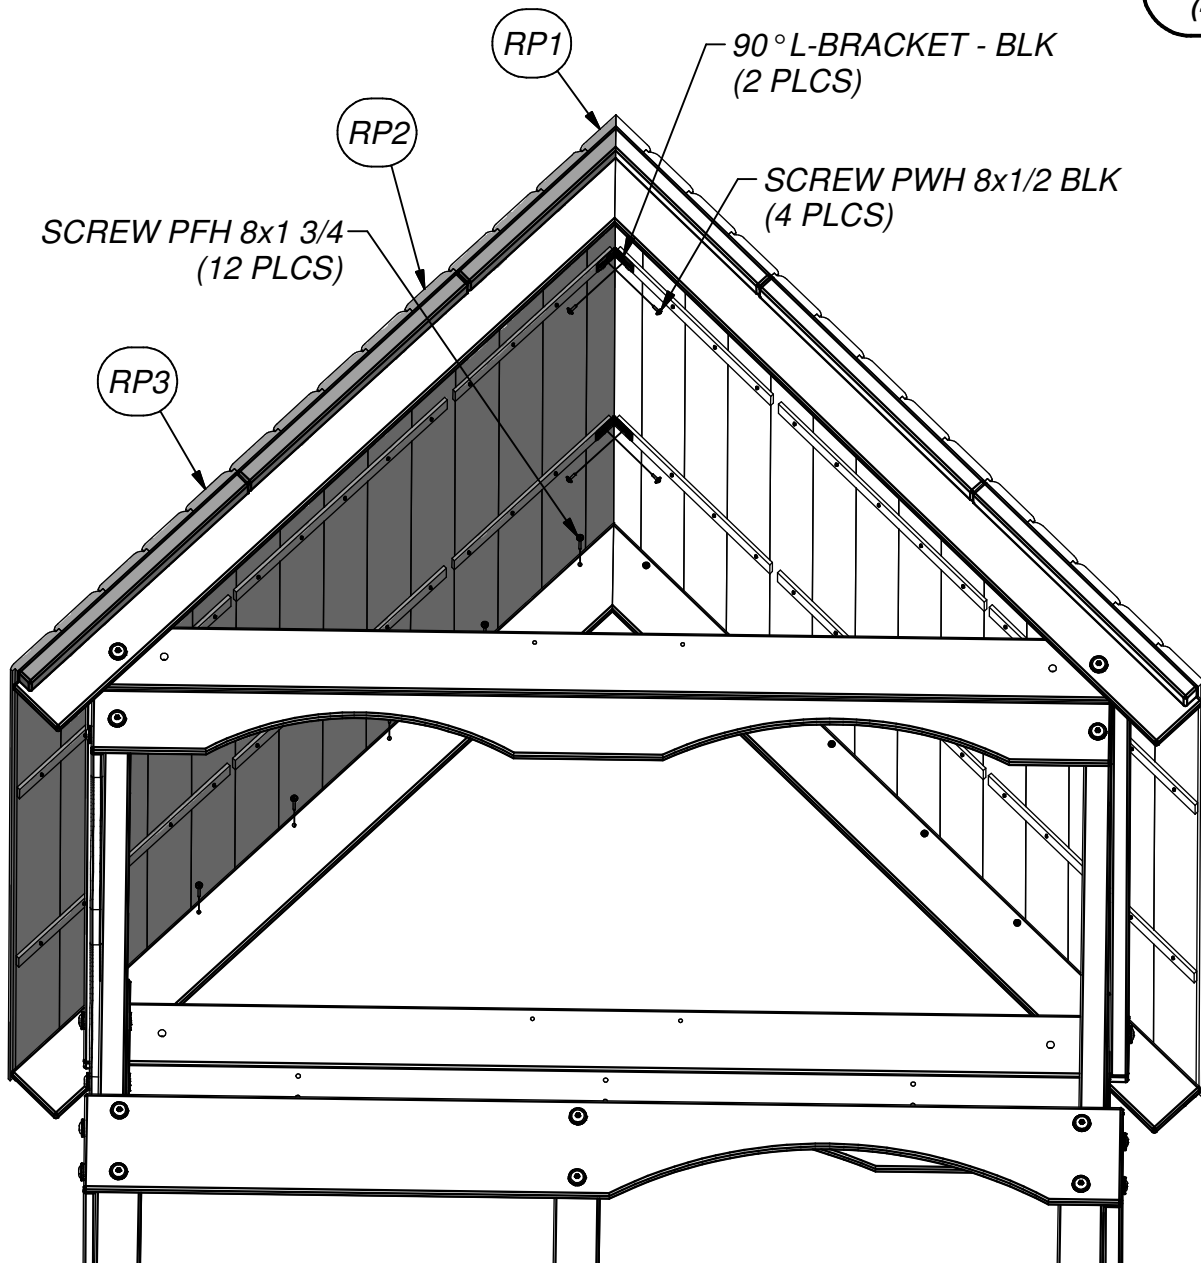 RP1
90° L-BRACKET - BLK
(2 PLCS)
RP2
SCREW PWH 8x1/2 BLK
(4 PLCS)
SCREW PFH 8x1 3/4
(12 PLCS)
RP3